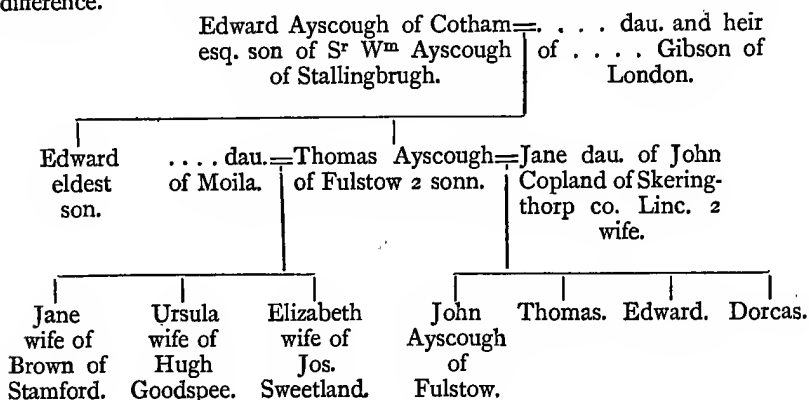 difference.
Edward Ayscough of Cotham=. . . . dau. and heir
esq. son of Sʳ Wᵐ Ayscough of . . . . Gibson of
of Stallingbrugh. London.
Edward
eldest
son.
. . . . dau.=Thomas Ayscough=Jane dau. of John
of Moila. of Fulstow 2 sonn. Copland of Skering-
thorp co. Linc. 2
wife.
Jane
wife of
Brown of
Stamford.
Ursula
wife of
Hugh
Goodspee.
Elizabeth
wife of
Jos.
Sweetland.
John
Ayscough
of
Fulstow.
Thomas.
Edward.
Dorcas.